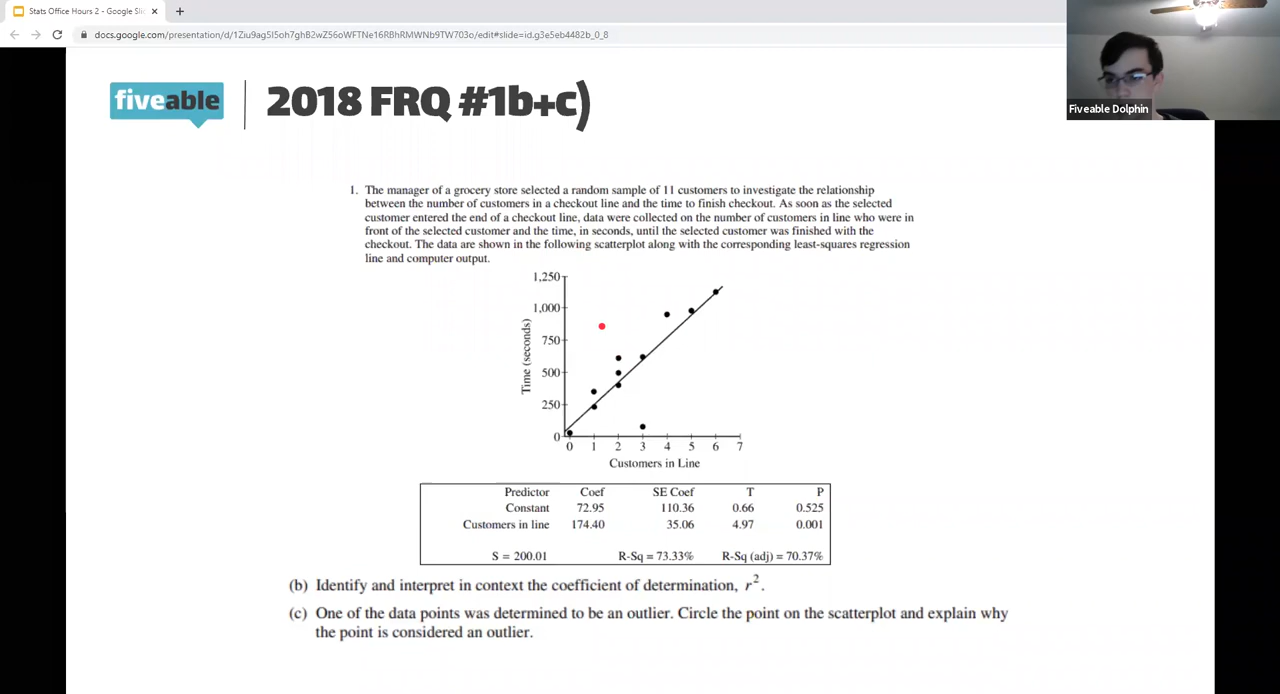 Stats Office Hours 2 - Google Sli
docs.google.com/presentation/d/1Ziu9ag5I5oh7ghB2wZ56oWFTNe16RBhRMWNb9TW703o/edit#slide=id.g3e5eb4482b_0_8
Fiveable Dolphin
fiveable
2018 FRQ #1b+c)
1. The manager of a grocery store selected a random sample of 11 customers to investigate the relationship
between the number of customers in a checkout line and the time to finish checkout. As soon as the selected
customer entered the end of a checkout line, data were collected on the number of customers in line who were in
front of the selected customer and the time, in seconds, until the selected customer was finished with the
checkout. The data are shown in the following scatterplot along with the corresponding least-squares regression
line and computer output.
1,250
1,000
750
500
250
0
Time (seconds)
0 1 2 3 4 5 6 7
Customers in Line
Predictor Coef SE Coef T P
Constant 72.95 110.36 0.66 0.525
Customers in line 174.40 35.06 4.97 0.001
S = 200.01 R-Sq = 73.33% R-Sq (adj) = 70.37%
(b) Identify and interpret in context the coefficient of determination, r².
(c) One of the data points was determined to be an outlier. Circle the point on the scatterplot and explain why
the point is considered an outlier.